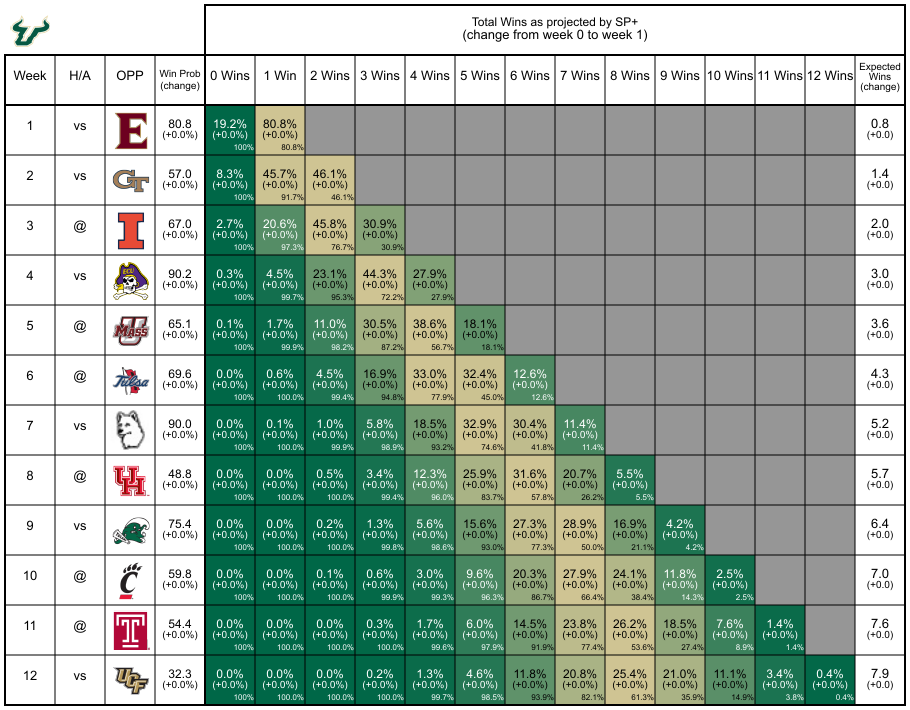 Total Wins as projected by SP+
(change from week 0 to week 1)
Week H/A OPP Win Prob (change) 0 Wins 1 Win 2 Wins 3 Wins 4 Wins 5 Wins 6 Wins 7 Wins 8 Wins 9 Wins 10 Wins 11 Wins 12 Wins Expected Wins (change)
1 vs E 80.8 19.2% 80.8% 0.8
(+0.0%) (+0.0%) (+0.0%) (+0.0)
100% 80.8%
2 vs GT 57.0 8.3% 45.7% 46.1% 1.4
(+0.0%) (+0.0%) (+0.0%) (+0.0%) (+0.0)
100% 91.7% 46.1%
3 @ I 67.0 2.7% 20.6% 45.8% 30.9% 2.0
(+0.0%) (+0.0%) (+0.0%) (+0.0%) (+0.0%) (+0.0)
100% 97.3% 76.7% 30.9%
4 vs ECU 90.2 0.3% 4.5% 23.1% 44.3% 27.9% 3.0
(+0.0%) (+0.0%) (+0.0%) (+0.0%) (+0.0%) (+0.0%) (+0.0)
100% 99.7% 95.3% 72.2% 27.9%
5 @ UMASS 65.1 0.1% 1.7% 11.0% 30.5% 38.6% 18.1% 3.6
(+0.0%) (+0.0%) (+0.0%) (+0.0%) (+0.0%) (+0.0%) (+0.0%) (+0.0)
100% 99.9% 98.2% 87.2% 56.7% 18.1%
6 @ Tulsa 69.6 0.0% 0.6% 4.5% 16.9% 33.0% 32.4% 12.6% 4.3
(+0.0%) (+0.0%) (+0.0%) (+0.0%) (+0.0%) (+0.0%) (+0.0%) (+0.0%) (+0.0)
100% 100.0% 99.4% 94.8% 77.9% 45.0% 12.6%
7 vs 90.0 0.0% 0.1% 1.0% 5.8% 18.5% 32.9% 30.4% 11.4% 5.2
(+0.0%) (+0.0%) (+0.0%) (+0.0%) (+0.0%) (+0.0%) (+0.0%) (+0.0%) (+0.0%) (+0.0)
100% 100.0% 99.9% 98.9% 93.2% 74.6% 41.8% 11.4%
8 @ UH 48.8 0.0% 0.0% 0.5% 3.4% 12.3% 25.9% 31.6% 20.7% 5.5% 5.7
(+0.0%) (+0.0%) (+0.0%) (+0.0%) (+0.0%) (+0.0%) (+0.0%) (+0.0%) (+0.0%) (+0.0%) (+0.0)
100% 100.0% 100.0% 99.4% 96.0% 83.7% 57.8% 26.2% 5.5%
9 vs 75.4 0.0% 0.0% 0.2% 1.3% 5.6% 15.6% 27.3% 28.9% 16.9% 4.2% 6.4
(+0.0%) (+0.0%) (+0.0%) (+0.0%) (+0.0%) (+0.0%) (+0.0%) (+0.0%) (+0.0%) (+0.0%) (+0.0%) (+0.0)
100% 100.0% 100.0% 99.8% 98.6% 93.0% 77.3% 50.0% 21.1% 4.2%
10 @ C 59.8 0.0% 0.0% 0.1% 0.6% 3.0% 9.6% 20.3% 27.9% 24.1% 11.8% 2.5% 7.0
(+0.0%) (+0.0%) (+0.0%) (+0.0%) (+0.0%) (+0.0%) (+0.0%) (+0.0%) (+0.0%) (+0.0%) (+0.0%) (+0.0%) (+0.0)
100% 100.0% 100.0% 99.9% 99.3% 96.3% 86.7% 66.4% 38.4% 14.3% 2.5%
11 @ T 54.4 0.0% 0.0% 0.0% 0.3% 1.7% 6.0% 14.5% 23.8% 26.2% 18.5% 7.6% 1.4% 7.6
(+0.0%) (+0.0%) (+0.0%) (+0.0%) (+0.0%) (+0.0%) (+0.0%) (+0.0%) (+0.0%) (+0.0%) (+0.0%) (+0.0%) (+0.0%) (+0.0)
100% 100.0% 100.0% 100.0% 99.6% 97.9% 91.9% 77.4% 53.6% 27.4% 8.9% 1.4%
12 vs UCF 32.3 0.0% 0.0% 0.0% 0.2% 1.3% 4.6% 11.8% 20.8% 25.4% 21.0% 11.1% 3.4% 0.4% 7.9
(+0.0%) (+0.0%) (+0.0%) (+0.0%) (+0.0%) (+0.0%) (+0.0%) (+0.0%) (+0.0%) (+0.0%) (+0.0%) (+0.0%) (+0.0%) (+0.0%) (+0.0)
100% 100.0% 100.0% 100.0% 99.7% 98.5% 93.9% 82.1% 61.3% 35.9% 14.9% 3.8% 0.4%